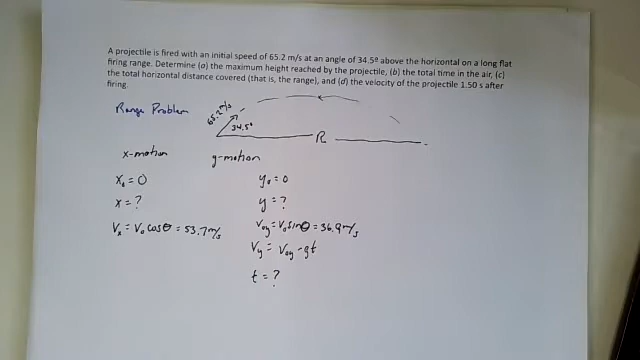 A projectile is fired with an initial speed of 65.2 m/s at an angle of 34.5º above the horizontal on a long flat
firing range. Determine (a) the maximum height reached by the projectile, (b) the total time in the air, (c)
the total horizontal distance covered (that is, the range), and (d) the velocity of the projectile 1.50 s after
firing.
Range Problem
65.2 m/s
34.5º
R
x-motion
y-motion
x₀ = 0
y₀ = 0
x = ?
y = ?
Vₓ = V₀ cosθ = 53.7 m/s
V₀y = V₀ sinθ = 36.9 m/s
Vy = V₀y - gt
t = ?